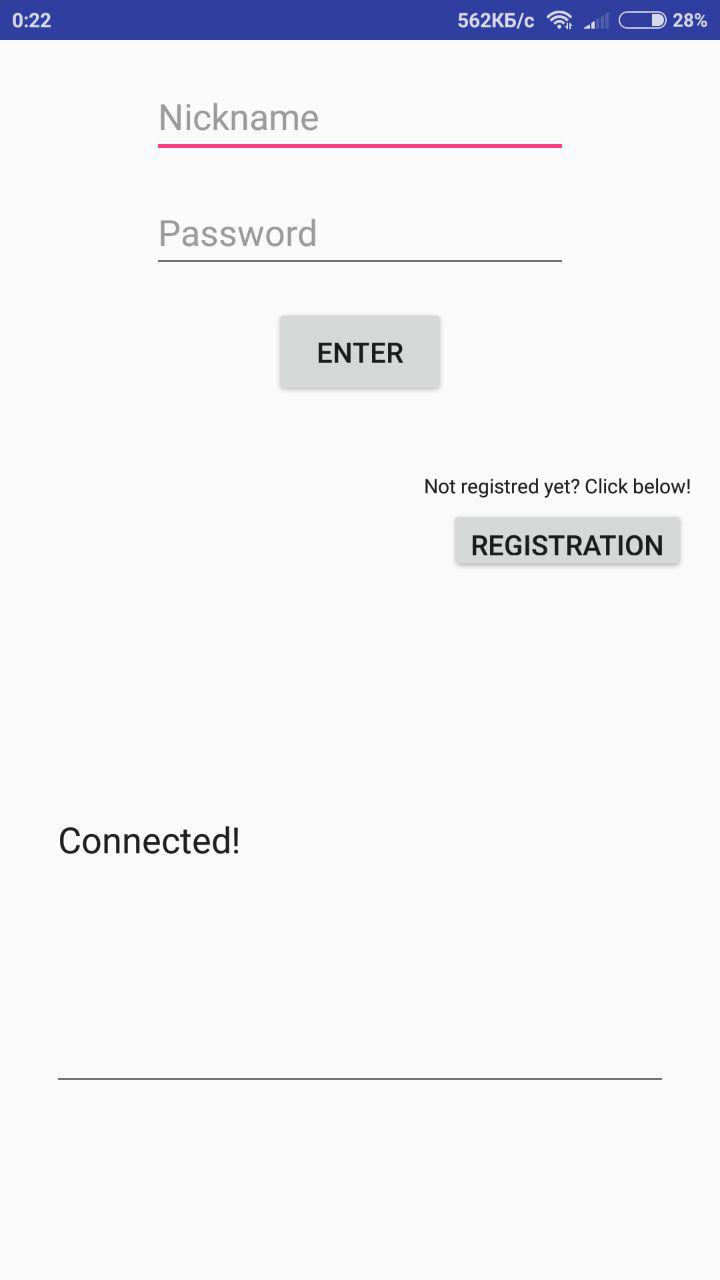 0:22 562КБ/c 28%
Nickname
Password
ENTER
Not registred yet? Click below!
REGISTRATION
Connected!